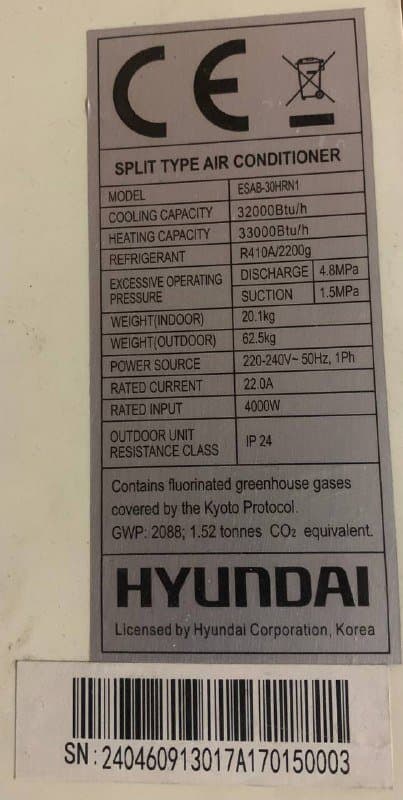 CE
SPLIT TYPE AIR CONDITIONER
MODEL ESAB-30HRN1
COOLING CAPACITY 32000Btu/h
HEATING CAPACITY 33000Btu/h
REFRIGERANT R410A/2200g
EXCESSIVE OPERATING PRESSURE DISCHARGE 4.8MPa
SUCTION 1.5MPa
WEIGHT(INDOOR) 20.1kg
WEIGHT(OUTDOOR) 62.5kg
POWER SOURCE 220-240V~ 50Hz, 1Ph
RATED CURRENT 22.0A
RATED INPUT 4000W
OUTDOOR UNIT
RESISTANCE CLASS IP 24
Contains fluorinated greenhouse gases
covered by the Kyoto Protocol.
GWP: 2088; 1.52 tonnes CO₂ equivalent.
HYUNDAI
Licensed by Hyundai Corporation, Korea
SN: 240460913017A170150003